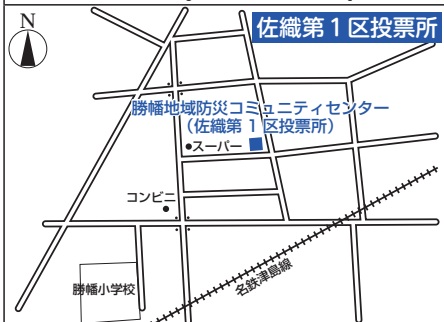 N
佐織第1区投票所
勝幡地域防災コミュニティセンター
(佐織第1区投票所)
スーパー
コンビニ
勝幡小学校
名鉄津島線